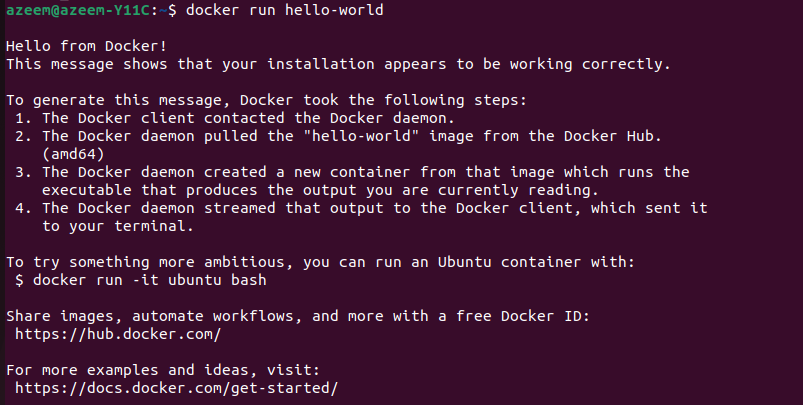 azeem@azeem-Y11C:~$ docker run hello-world
Hello from Docker!
This message shows that your installation appears to be working correctly.
To generate this message, Docker took the following steps:
1. The Docker client contacted the Docker daemon.
2. The Docker daemon pulled the "hello-world" image from the Docker Hub.
(amd64)
3. The Docker daemon created a new container from that image which runs the
executable that produces the output you are currently reading.
4. The Docker daemon streamed that output to the Docker client, which sent it
to your terminal.
To try something more ambitious, you can run an Ubuntu container with:
$ docker run -it ubuntu bash
Share images, automate workflows, and more with a free Docker ID:
https://hub.docker.com/
For more examples and ideas, visit:
https://docs.docker.com/get-started/